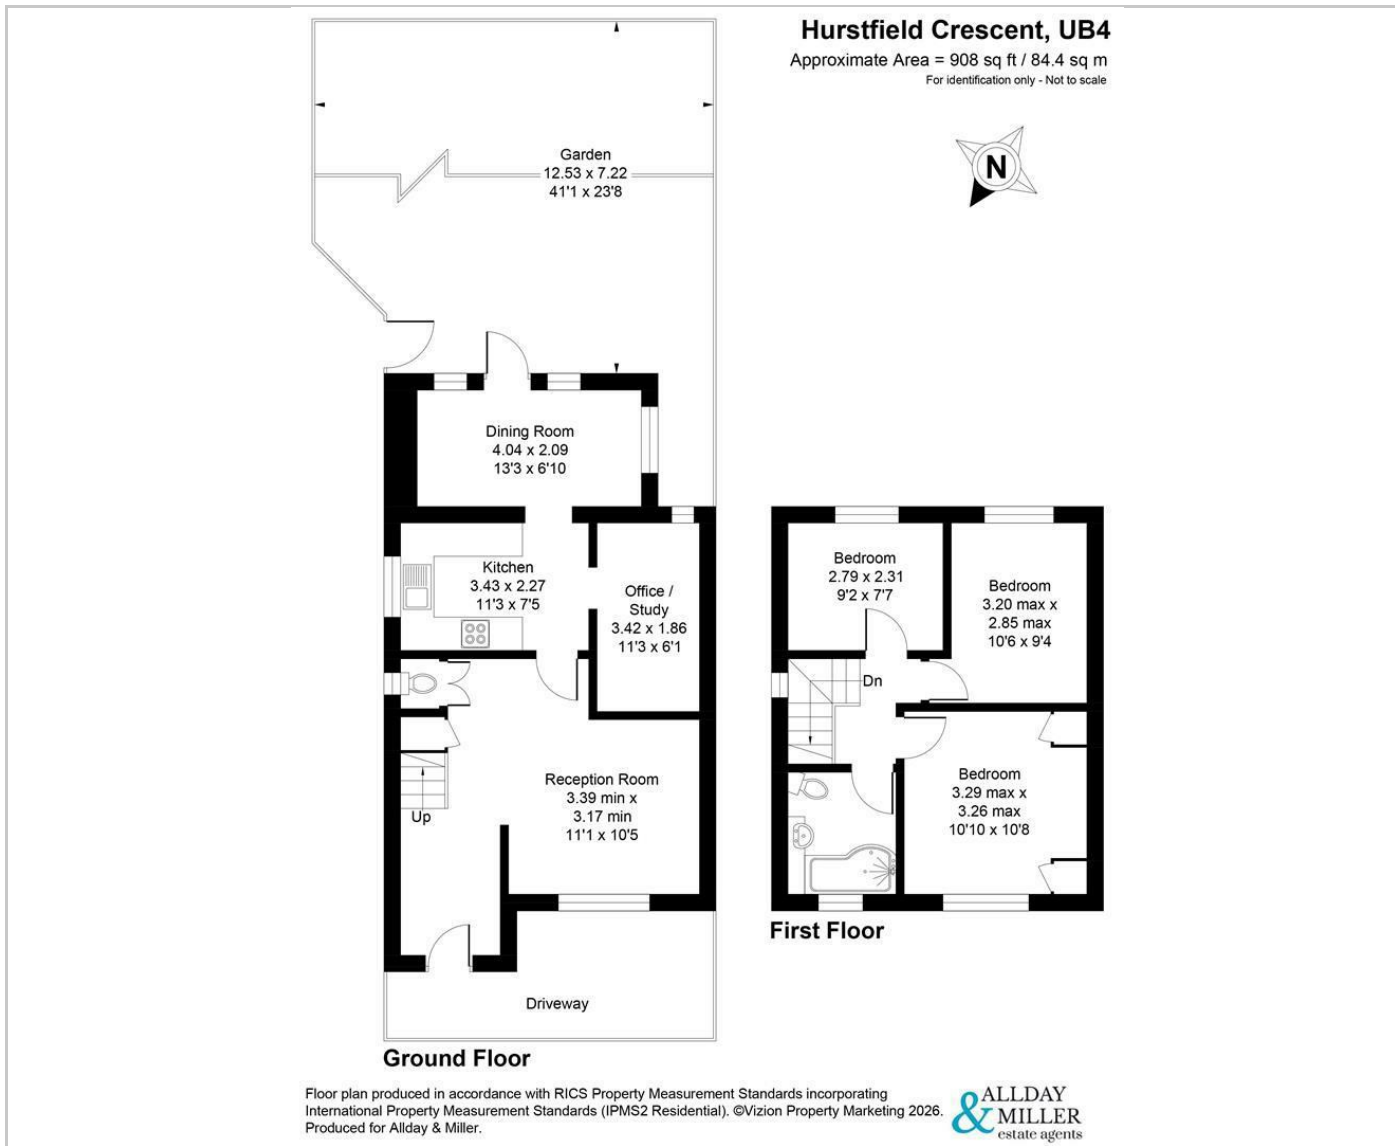 Hurstfield Crescent, UB4
Approximate Area = 908 sq ft / 84.4 sq m
For identification only - Not to scale
N
Garden
12.53 x 7.22
41'1 x 23'8
Dining Room
4.04 x 2.09
13'3 x 6'10
Kitchen
3.43 x 2.27
11'3 x 7'5
Office /
Study
3.42 x 1.86
11'3 x 6'1
Reception Room
3.39 min x
3.17 min
11'1 x 10'5
Up
Driveway
Ground Floor
Bedroom
2.79 x 2.31
9'2 x 7'7
Bedroom
3.20 max x
2.85 max
10'6 x 9'4
Dn
Bedroom
3.29 max x
3.26 max
10'10 x 10'8
First Floor
Floor plan produced in accordance with RICS Property Measurement Standards incorporating
International Property Measurement Standards (IPMS2 Residential). ©Vizion Property Marketing 2026.
Produced for Allday & Miller.
ALLDAY
& MILLER
estate agents